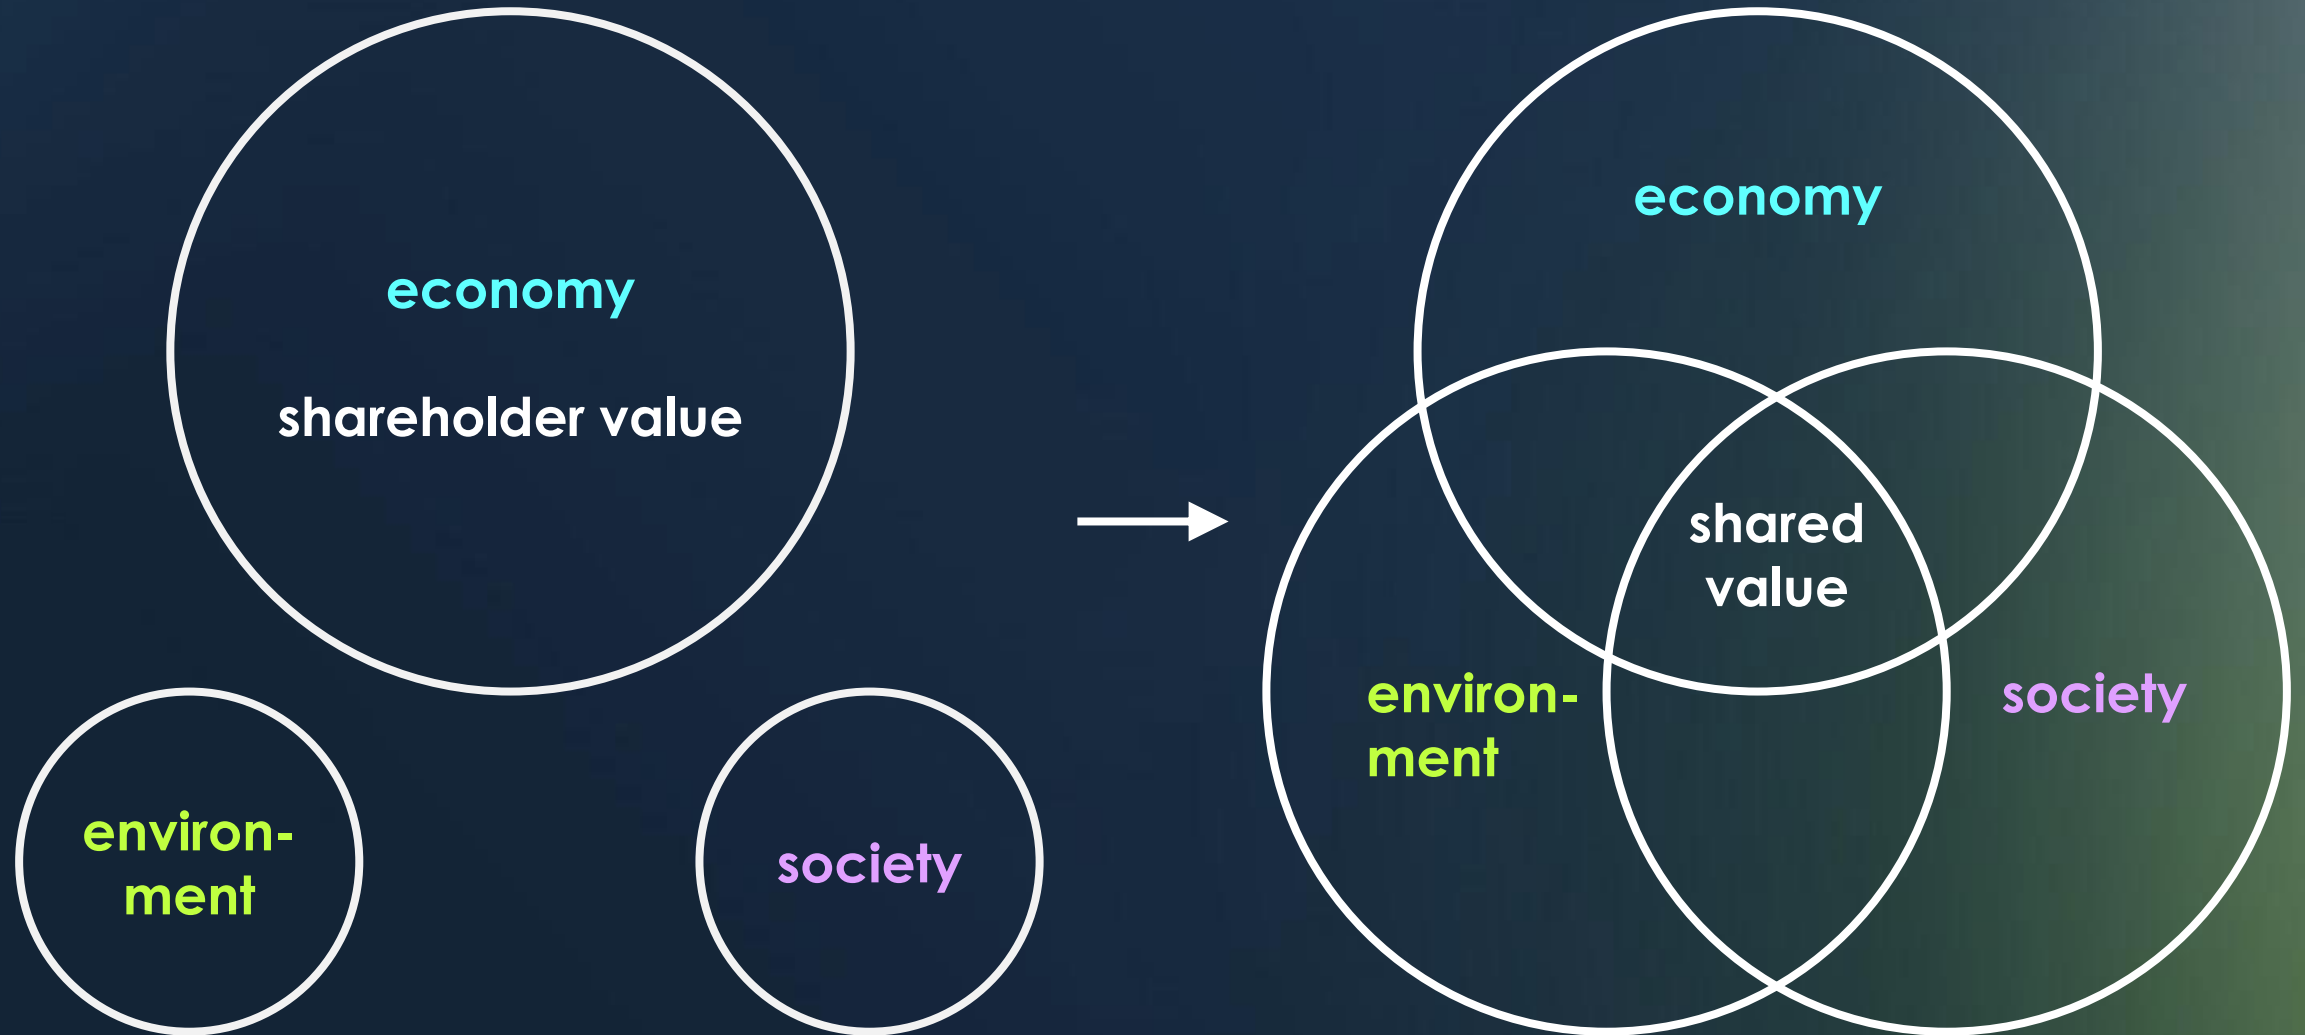 economy
shareholder value
environ-
ment
society
economy
shared
value
environ-
ment
society